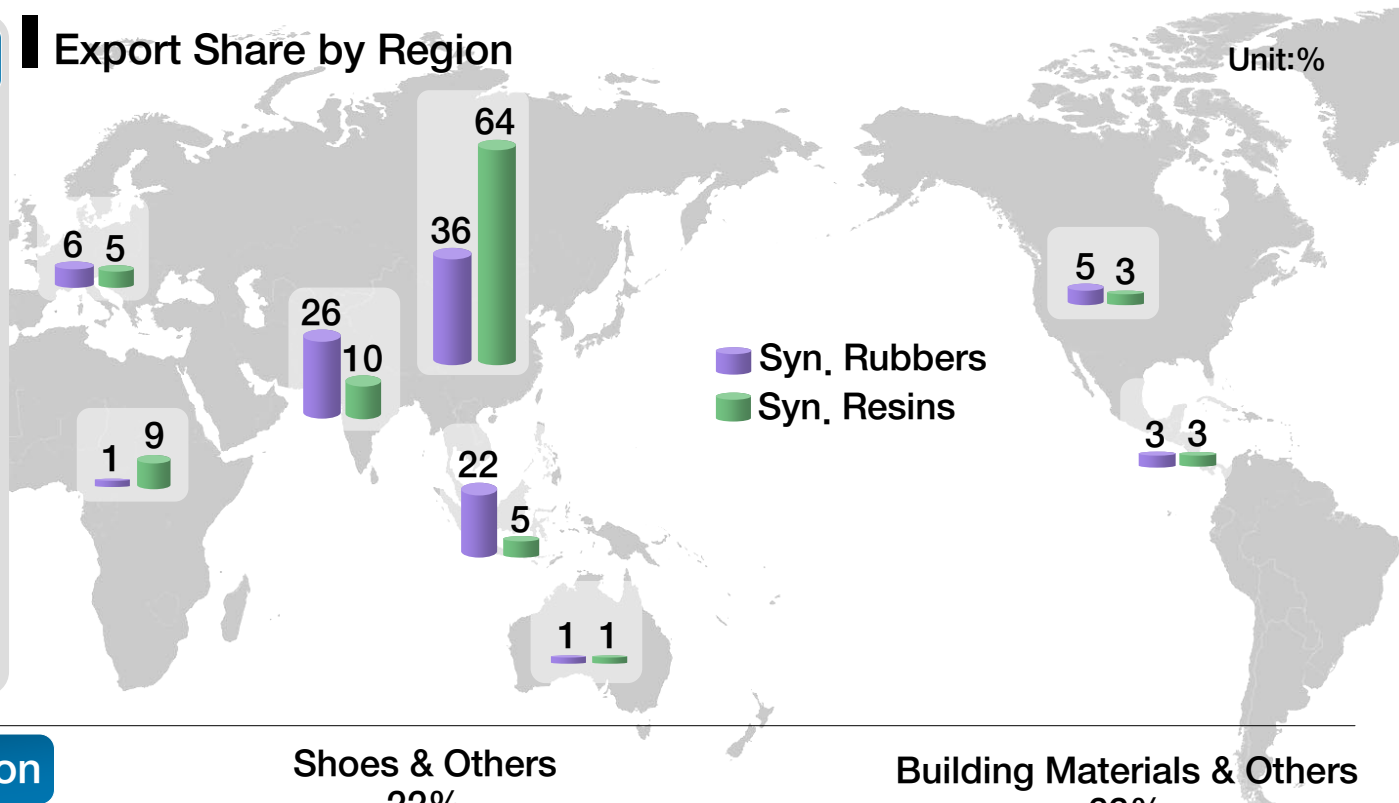 Export Share by Region
Unit:%
64
36
6 5
5 3
26
10
Syn. Rubbers
Syn. Resins
1 9
3 3
22
5
1 1
on
Shoes & Others
Building Materials & Others